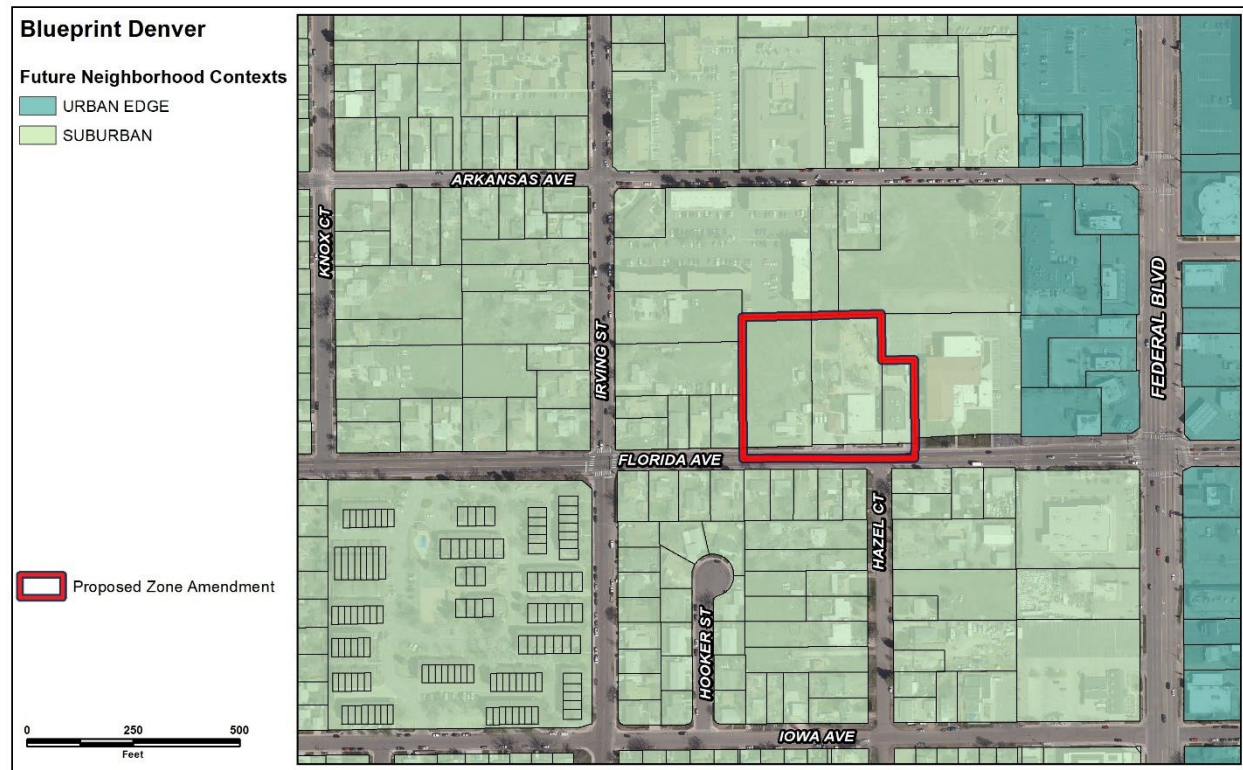 Blueprint Denver
Future Neighborhood Contexts
URBAN EDGE
SUBURBAN
Proposed Zone Amendment
0 250 500
Feet
ARKANSAS AVE
KNOX CT
IRVING ST
FEDERAL BLVD
FLORIDA AVE
HAZEL CT
HOOKER ST
IOWA AVE